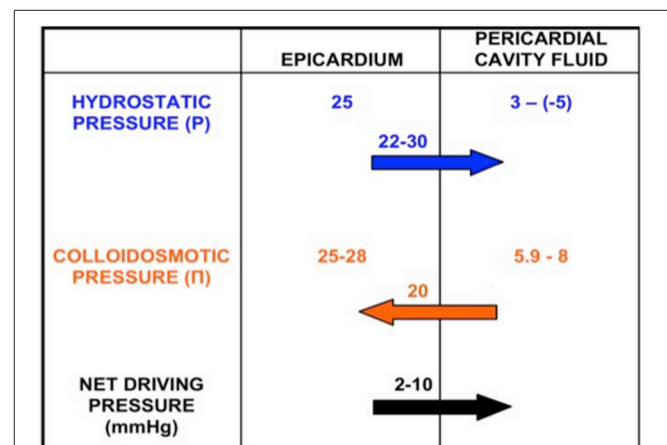 EPICARDIUM
PERICARDIAL
CAVITY FLUID
HYDROSTATIC
PRESSURE (P)
25
3 – (-5)
22-30
COLLOIDOSMOTIC
PRESSURE (Π)
25-28
5.9 - 8
20
NET DRIVING
PRESSURE
(mmHg)
2-10